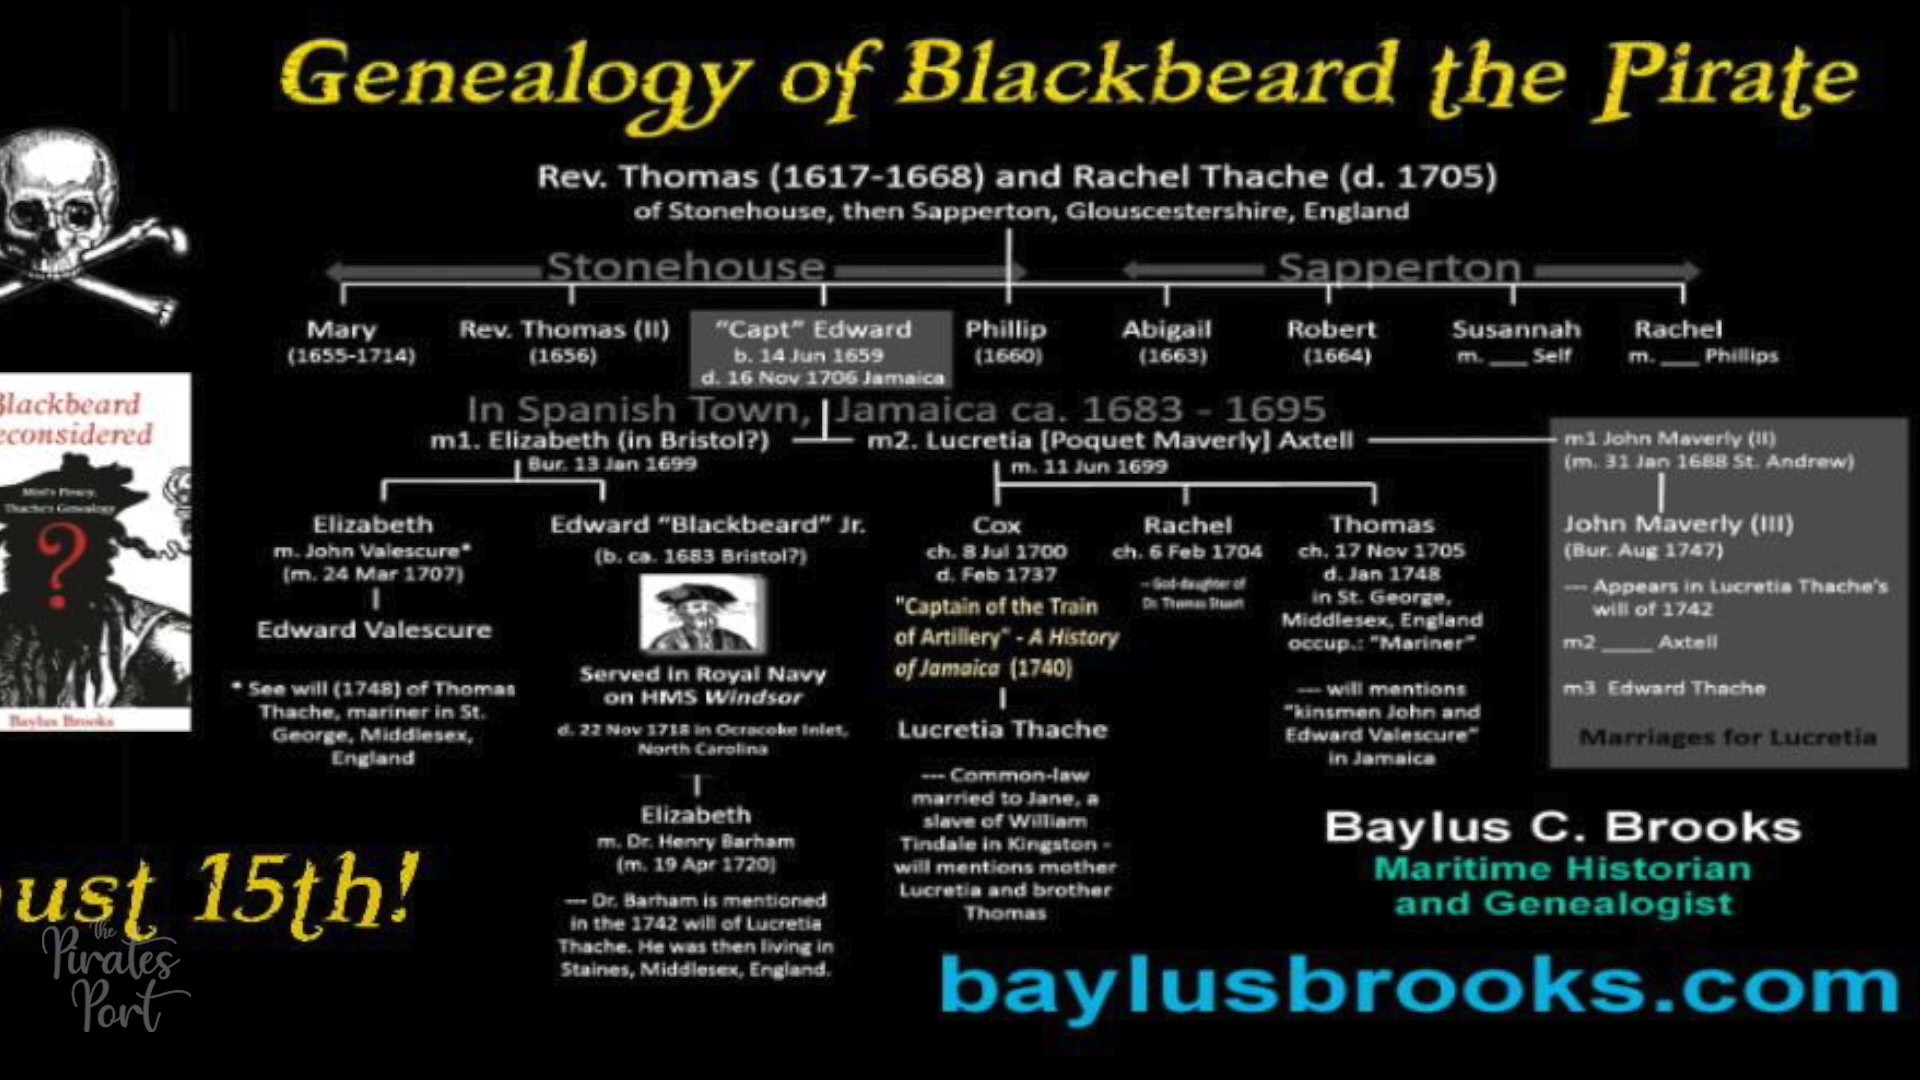 Genealogy of Blackbeard the Pirate
Rev. Thomas (1617-1668) and Rachel Thache (d. 1705)
of Stonehouse, then Sapperton, Glouscestershire, England
Stonehouse
Sapperton
Mary
(1655-1714)
Rev. Thomas (II)
(1656)
"Capt" Edward
b. 14 Jun 1659
d. 16 Nov 1706 Jamaica
Phillip
(1660)
Abigail
(1663)
Robert
(1664)
Susannah
m. ___ Self
Rachel
m. ___ Phillips
In Spanish Town, Jamaica ca. 1683 - 1695
m1. Elizabeth (in Bristol?)
Bur. 13 Jan 1699
m2. Lucretia [Poquet Maverly] Axtell
m. 11 Jun 1699
Elizabeth
m. John Valescure*
(m. 24 Mar 1707)
Edward Valescure
* See will (1748) of Thomas
Thache, mariner in St.
George, Middlesex,
England
Edward "Blackbeard" Jr.
(b. ca. 1683 Bristol?)
Served in Royal Navy
on HMS Windsor
d. 22 Nov 1718 in Ocracoke Inlet,
North Carolina
Elizabeth
m. Dr. Henry Barham
(m. 19 Apr 1720)
--- Dr. Barham is mentioned
in the 1742 will of Lucretia
Thache. He was then living in
Staines, Middlesex, England.
Cox
ch. 8 Jul 1700
d. Feb 1737
"Captain of the Train
of Artillery" - A History
of Jamaica (1740)
Lucretia Thache
--- Common-law
married to Jane, a
slave of William
Tindale in Kingston -
will mentions mother
Lucretia and brother
Thomas
Rachel
ch. 6 Feb 1704
-- God-daughter of
Dr. Thomas Stuart
Thomas
ch. 17 Nov 1705
d. Jan 1748
in St. George,
Middlesex, England
occup.: "Mariner"
--- will mentions
"kinsmen John and
Edward Valescure"
in Jamaica
m1 John Maverly (II)
(m. 31 Jan 1688 St. Andrew)
John Maverly (III)
(Bur. Aug 1747)
--- Appears in Lucretia Thache's
will of 1742
m2 ____ Axtell
m3 Edward Thache
Marriages for Lucretia
Blackbeard
econsidered
Thache's Genealogy
?
Baylus Brooks
ust 15th!
The
Pirates
Port
Baylus C. Brooks
Maritime Historian
and Genealogist
baylusbrooks.com